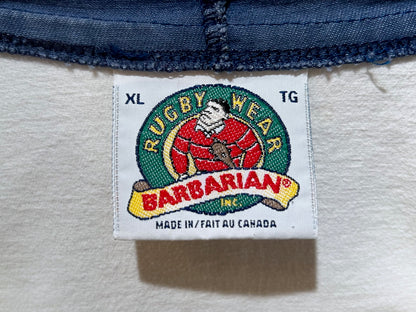 XL TG
RUGBY WEAR
BARBARIAN®
INC.
MADE IN/FAIT AU CANADA